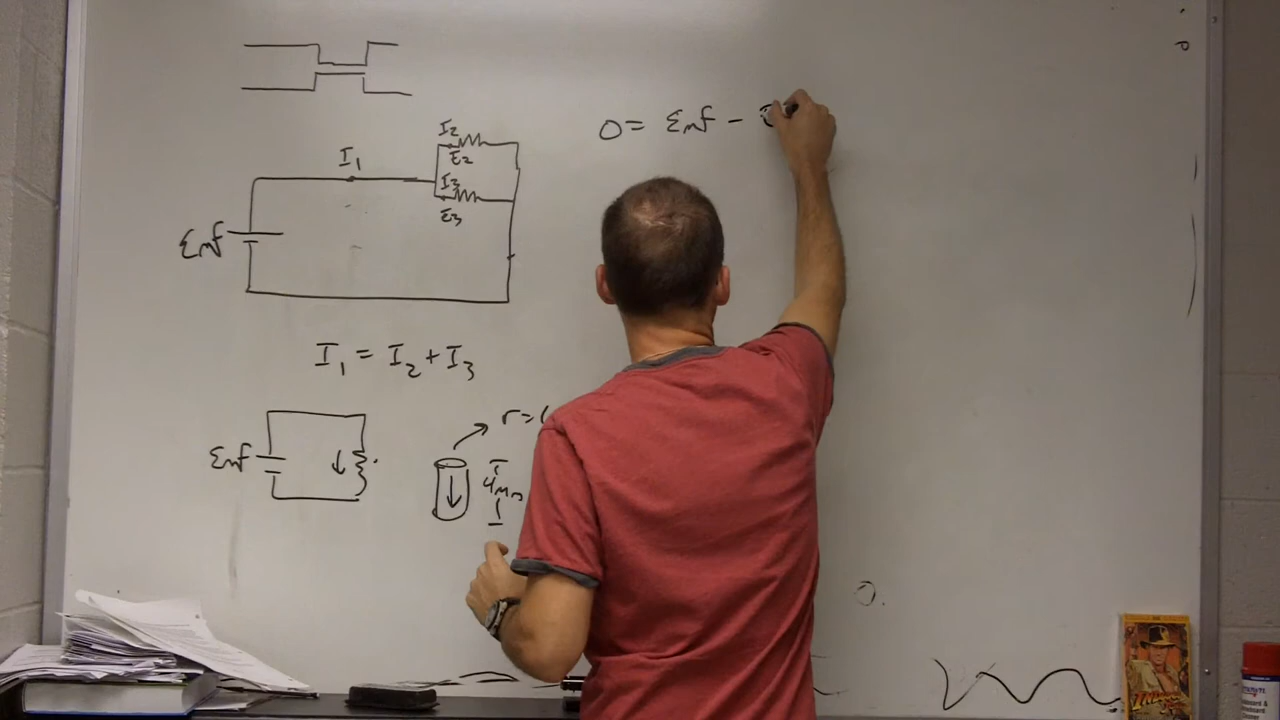 I₂
E₂
I₁
I₃
E₃
Emf
I₁ = I₂ + I₃
Emf
r=
0 = Emf -